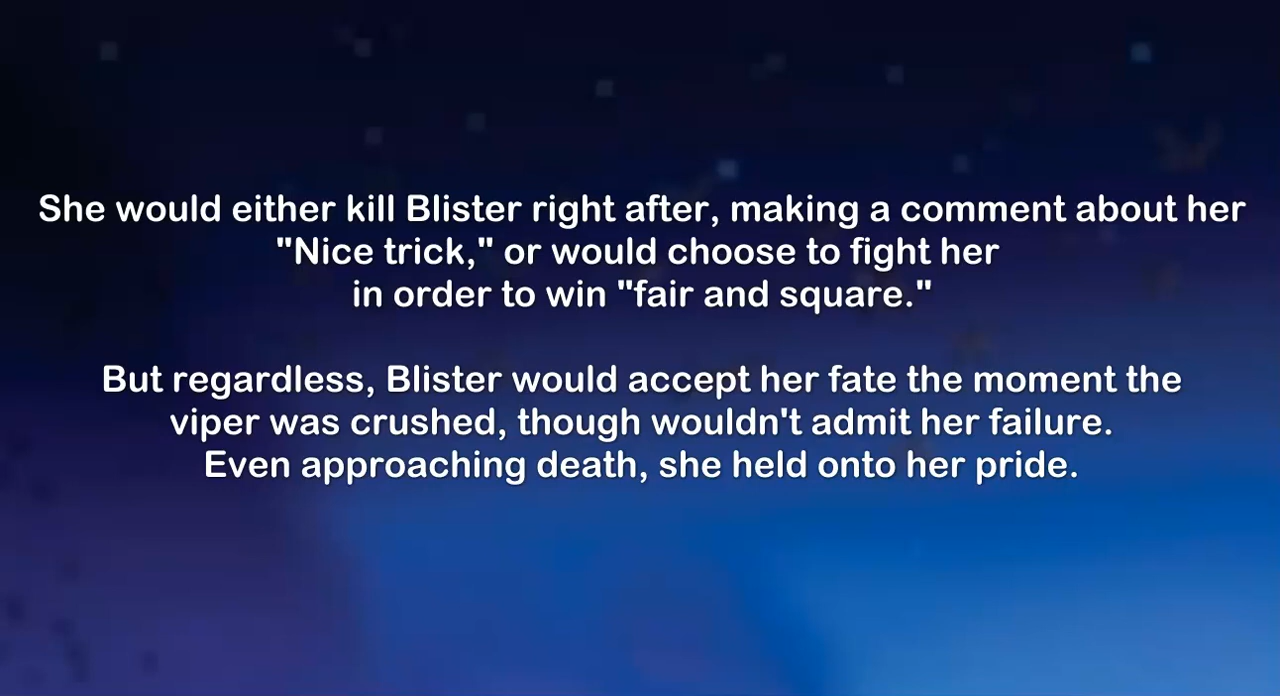 She would either kill Blister right after, making a comment about her
"Nice trick," or would choose to fight her
in order to win "fair and square."
But regardless, Blister would accept her fate the moment the
viper was crushed, though wouldn't admit her failure.
Even approaching death, she held onto her pride.